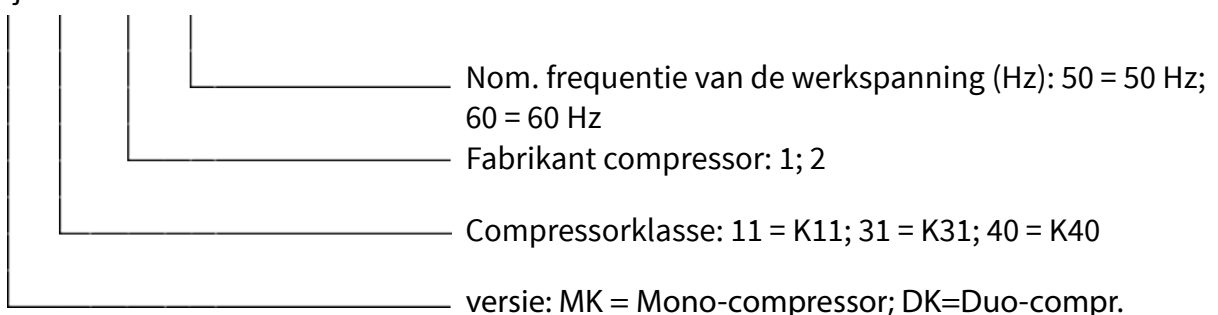 Nom. frequentie van de werkspanning (Hz): 50 = 50 Hz;
60 = 60 Hz
Fabrikant compressor: 1; 2
Compressorklasse: 11 = K11; 31 = K31; 40 = K40
versie: MK = Mono-compressor; DK=Duo-compr.